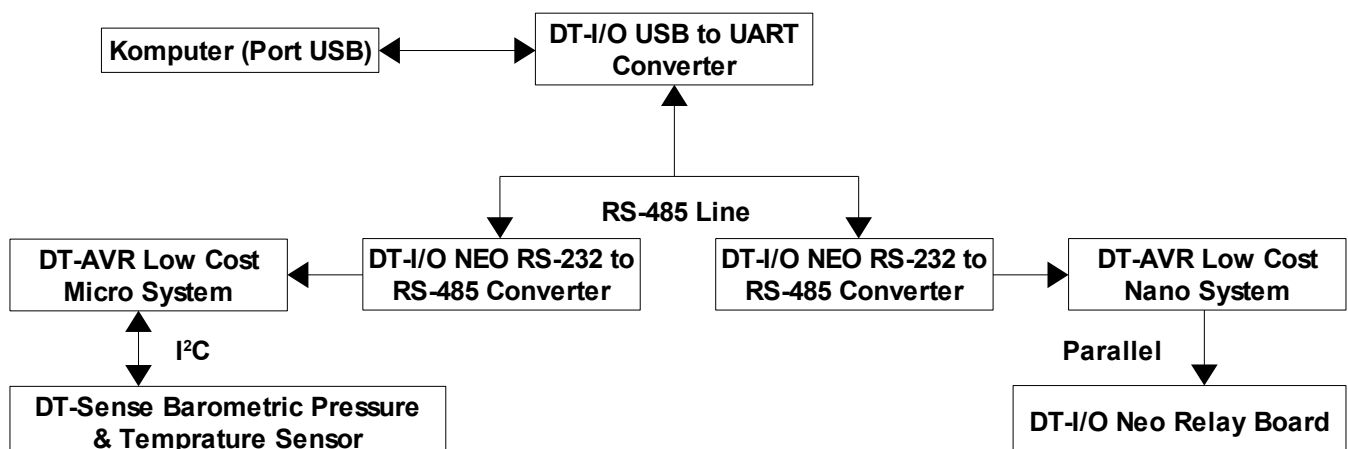 Komputer (Port USB)
DT-I/O USB to UART
Converter
RS-485 Line
DT-AVR Low Cost
Micro System
DT-I/O NEO RS-232 to
RS-485 Converter
DT-I/O NEO RS-232 to
RS-485 Converter
DT-AVR Low Cost
Nano System
I²C
Parallel
DT-Sense Barometric Pressure
& Temprature Sensor
DT-I/O Neo Relay Board